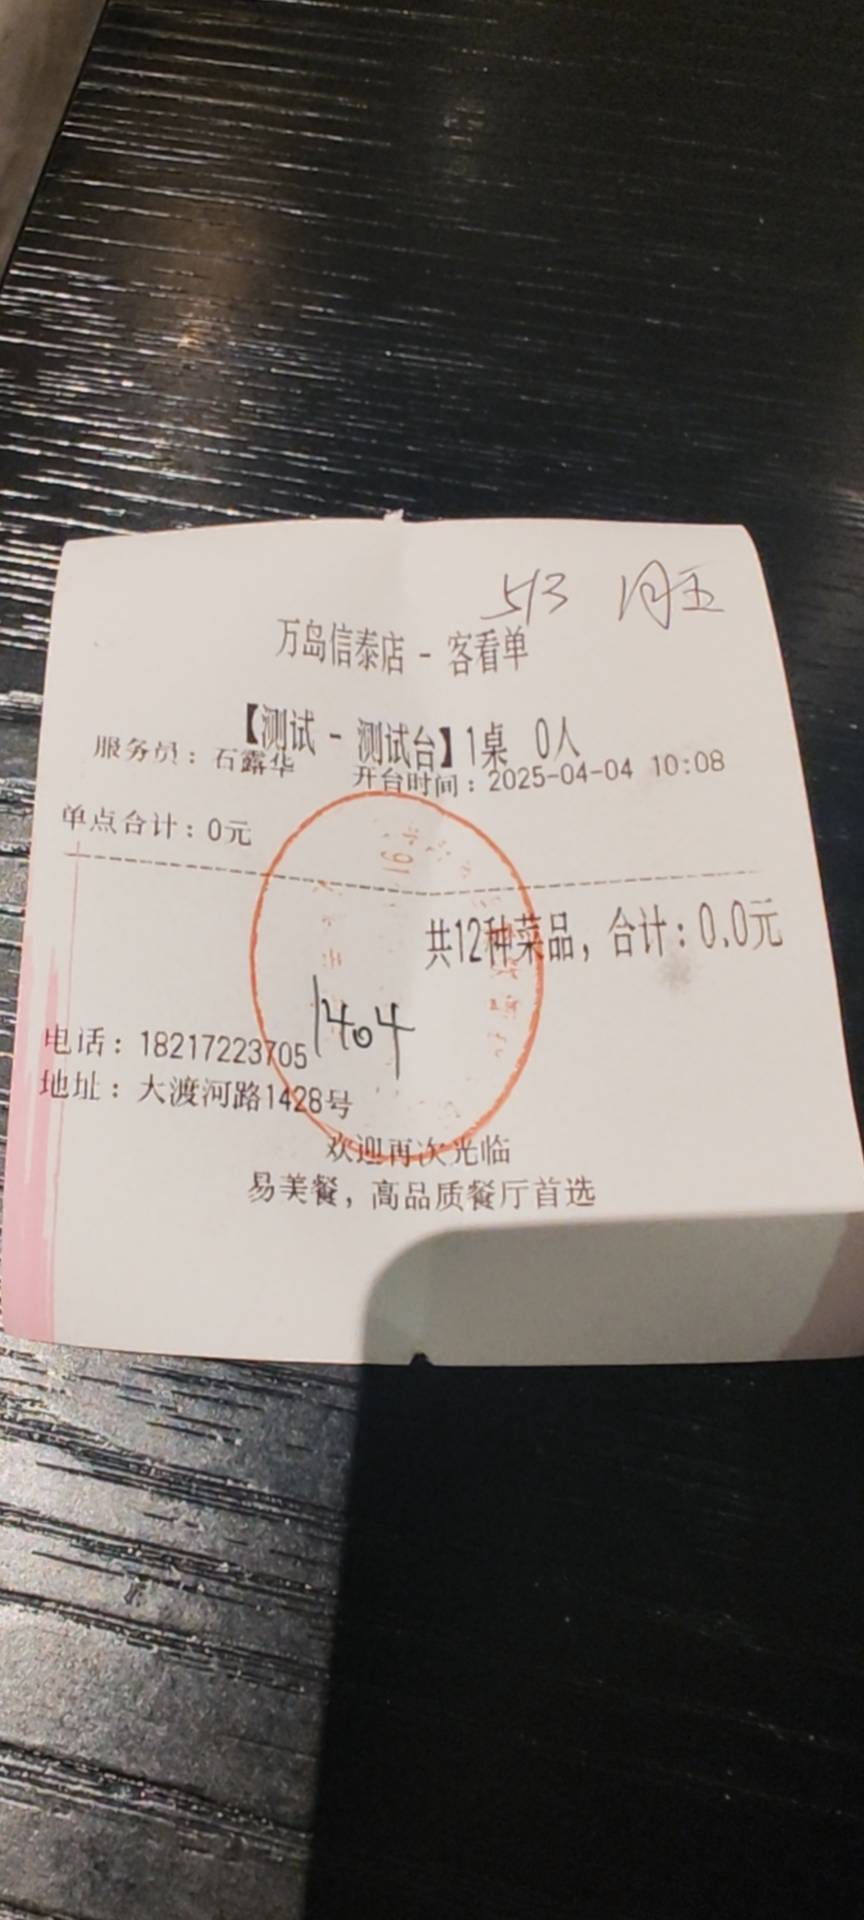 5/3
万岛信泰店 - 客看单
【测试 - 测试台】1桌 0人
服务员：石露华 开台时间：2025-04-04 10:08
单点合计：0元
共12种菜品，合计：0.0元
1404
电话：18217223705
地址：大渡河路1428号
欢迎再次光临
易美餐，高品质餐厅首选